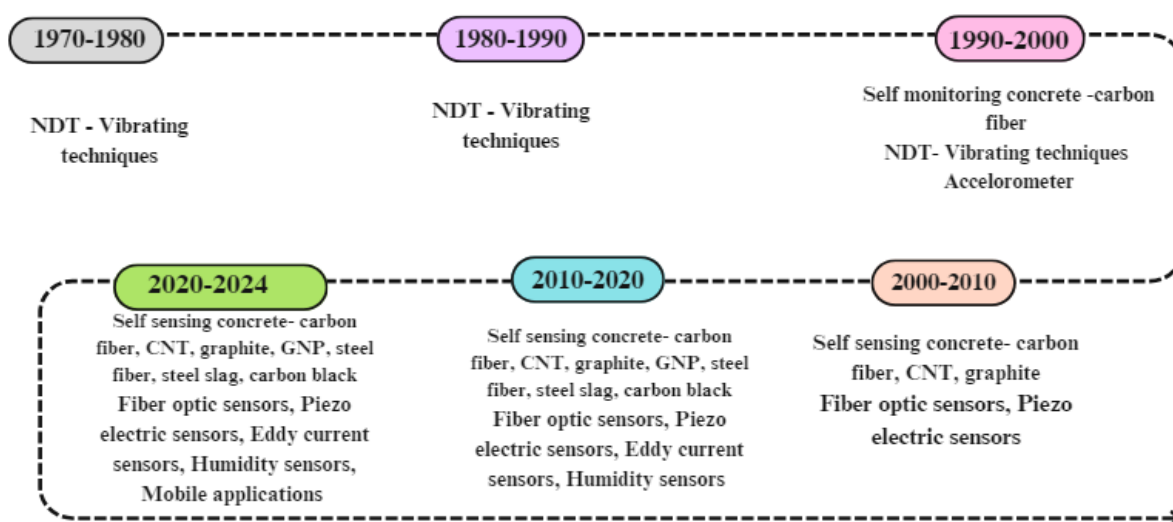 1970-1980
NDT - Vibrating
techniques
1980-1990
NDT - Vibrating
techniques
1990-2000
Self monitoring concrete -carbon
fiber
NDT- Vibrating techniques
Accelorometer
2000-2010
Self sensing concrete- carbon
fiber, CNT, graphite
Fiber optic sensors, Piezo
electric sensors
2010-2020
Self sensing concrete- carbon
fiber, CNT, graphite, GNP, steel
fiber, steel slag, carbon black
Fiber optic sensors, Piezo
electric sensors, Eddy current
sensors, Humidity sensors
2020-2024
Self sensing concrete- carbon
fiber, CNT, graphite, GNP, steel
fiber, steel slag, carbon black
Fiber optic sensors, Piezo
electric sensors, Eddy current
sensors, Humidity sensors,
Mobile applications